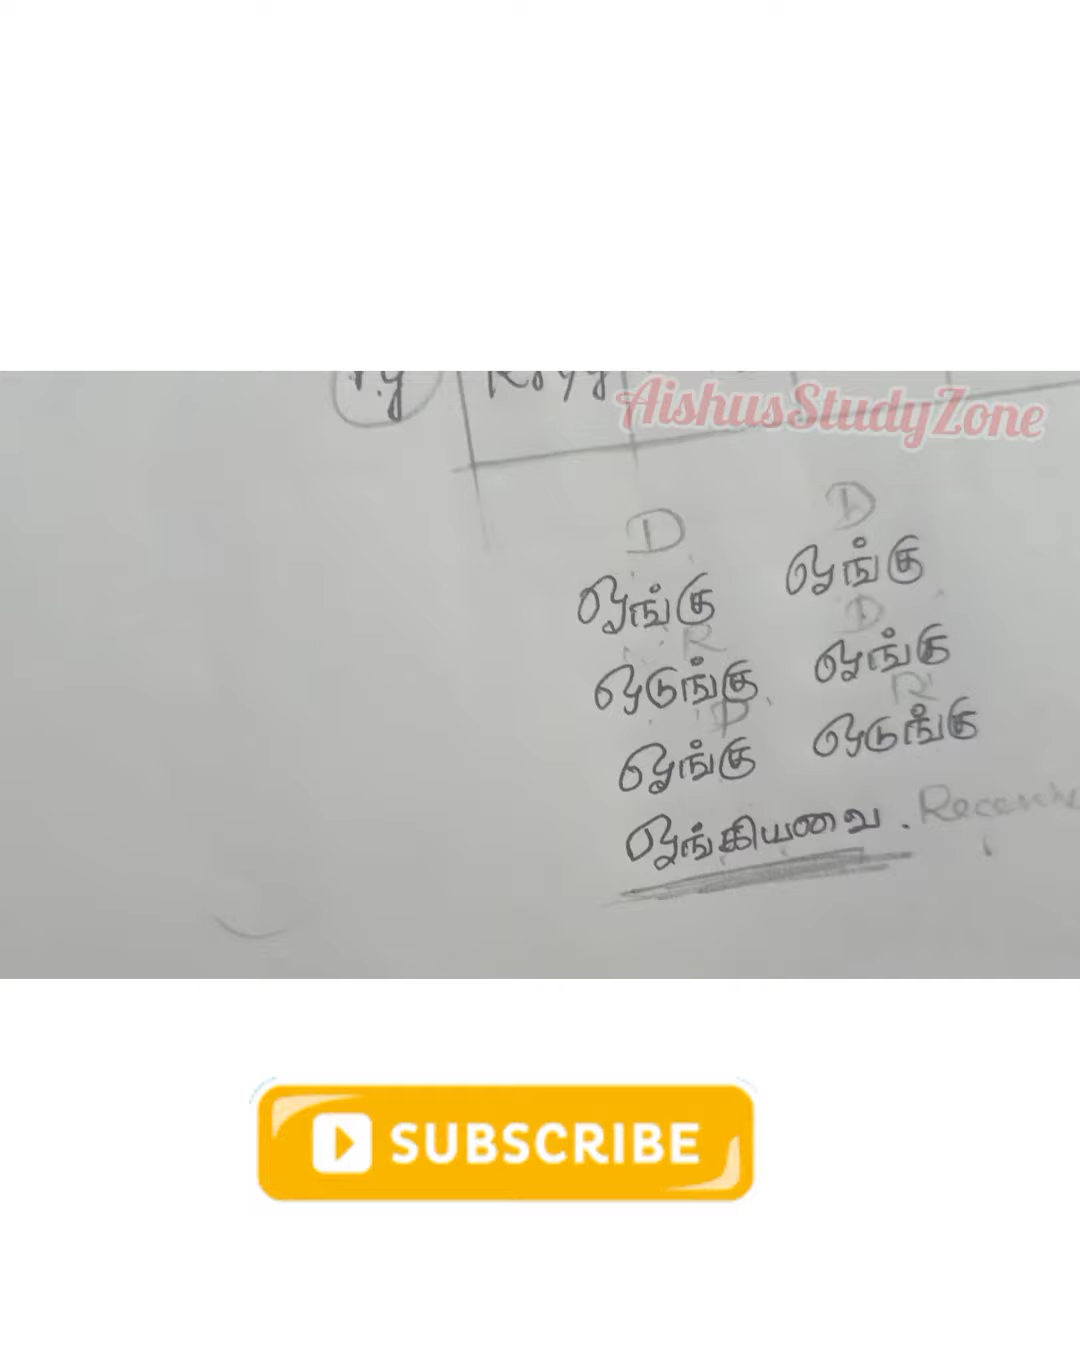 AishusStudyZone
D D
ஓங்கு ஓங்கு
R D
ஒடுங்கு ஓங்கு
D R
ஓங்கு ஒடுங்கு
ஓங்கியவை.
SUBSCRIBE